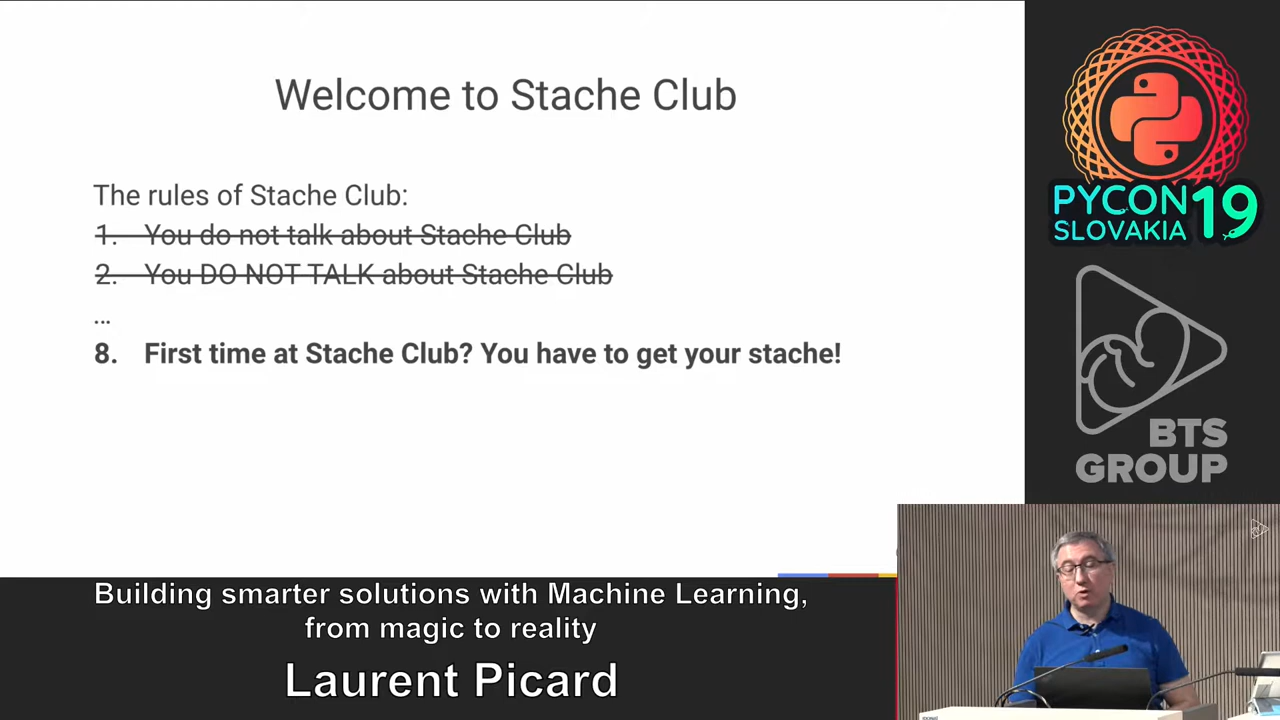 Welcome to Stache Club
The rules of Stache Club:
1. You do not talk about Stache Club
2. You DO NOT TALK about Stache Club
...
8. First time at Stache Club? You have to get your stache!
PYCON 19
SLOVAKIA
BTS
GROUP
Building smarter solutions with Machine Learning,
from magic to reality
Laurent Picard